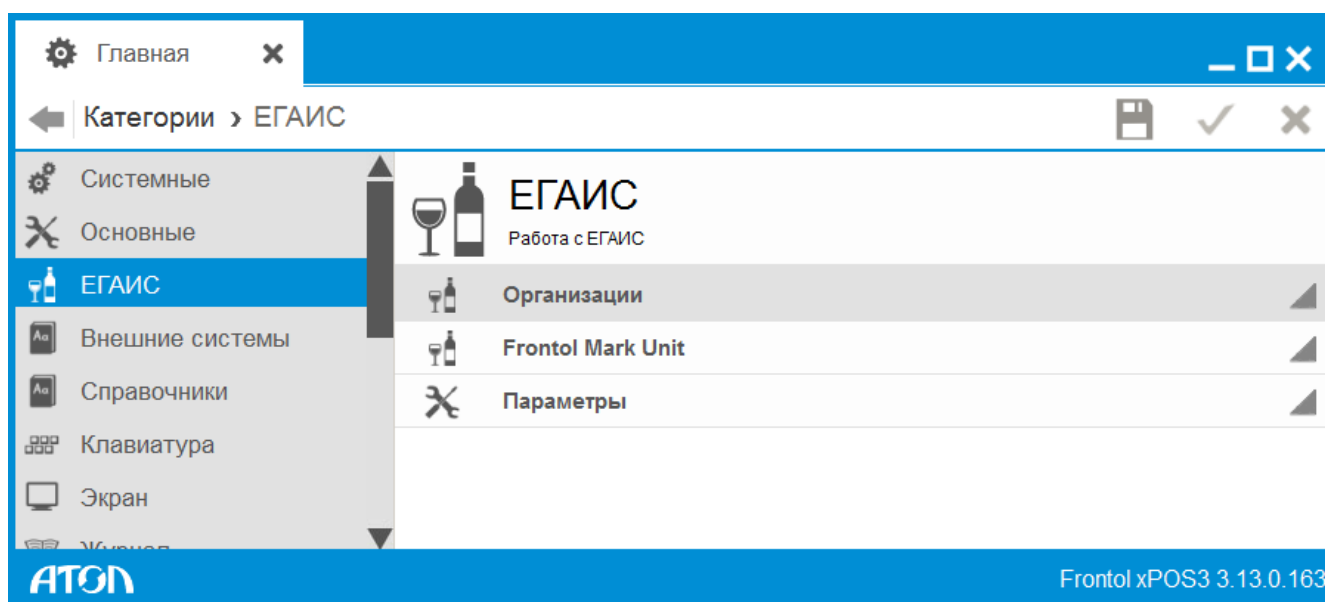 Главная
Категории › ЕГАИС
Системные
Основные
ЕГАИС
Внешние системы
Справочники
Клавиатура
Экран
ЕГАИС
Работа с ЕГАИС
Организации
Frontol Mark Unit
Параметры
АТОЛ
Frontol xPOS3 3.13.0.163